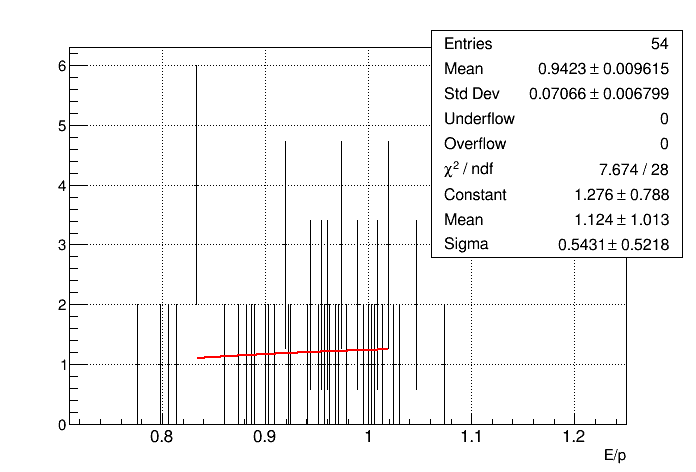 Entries 54
Mean 0.9423 ± 0.009615
Std Dev 0.07066 ± 0.006799
Underflow 0
Overflow 0
χ² / ndf 7.674 / 28
Constant 1.276 ± 0.788
Mean 1.124 ± 1.013
Sigma 0.5431 ± 0.5218
6
5
4
3
2
1
0
0.8 0.9 1 1.1 1.2
E/p